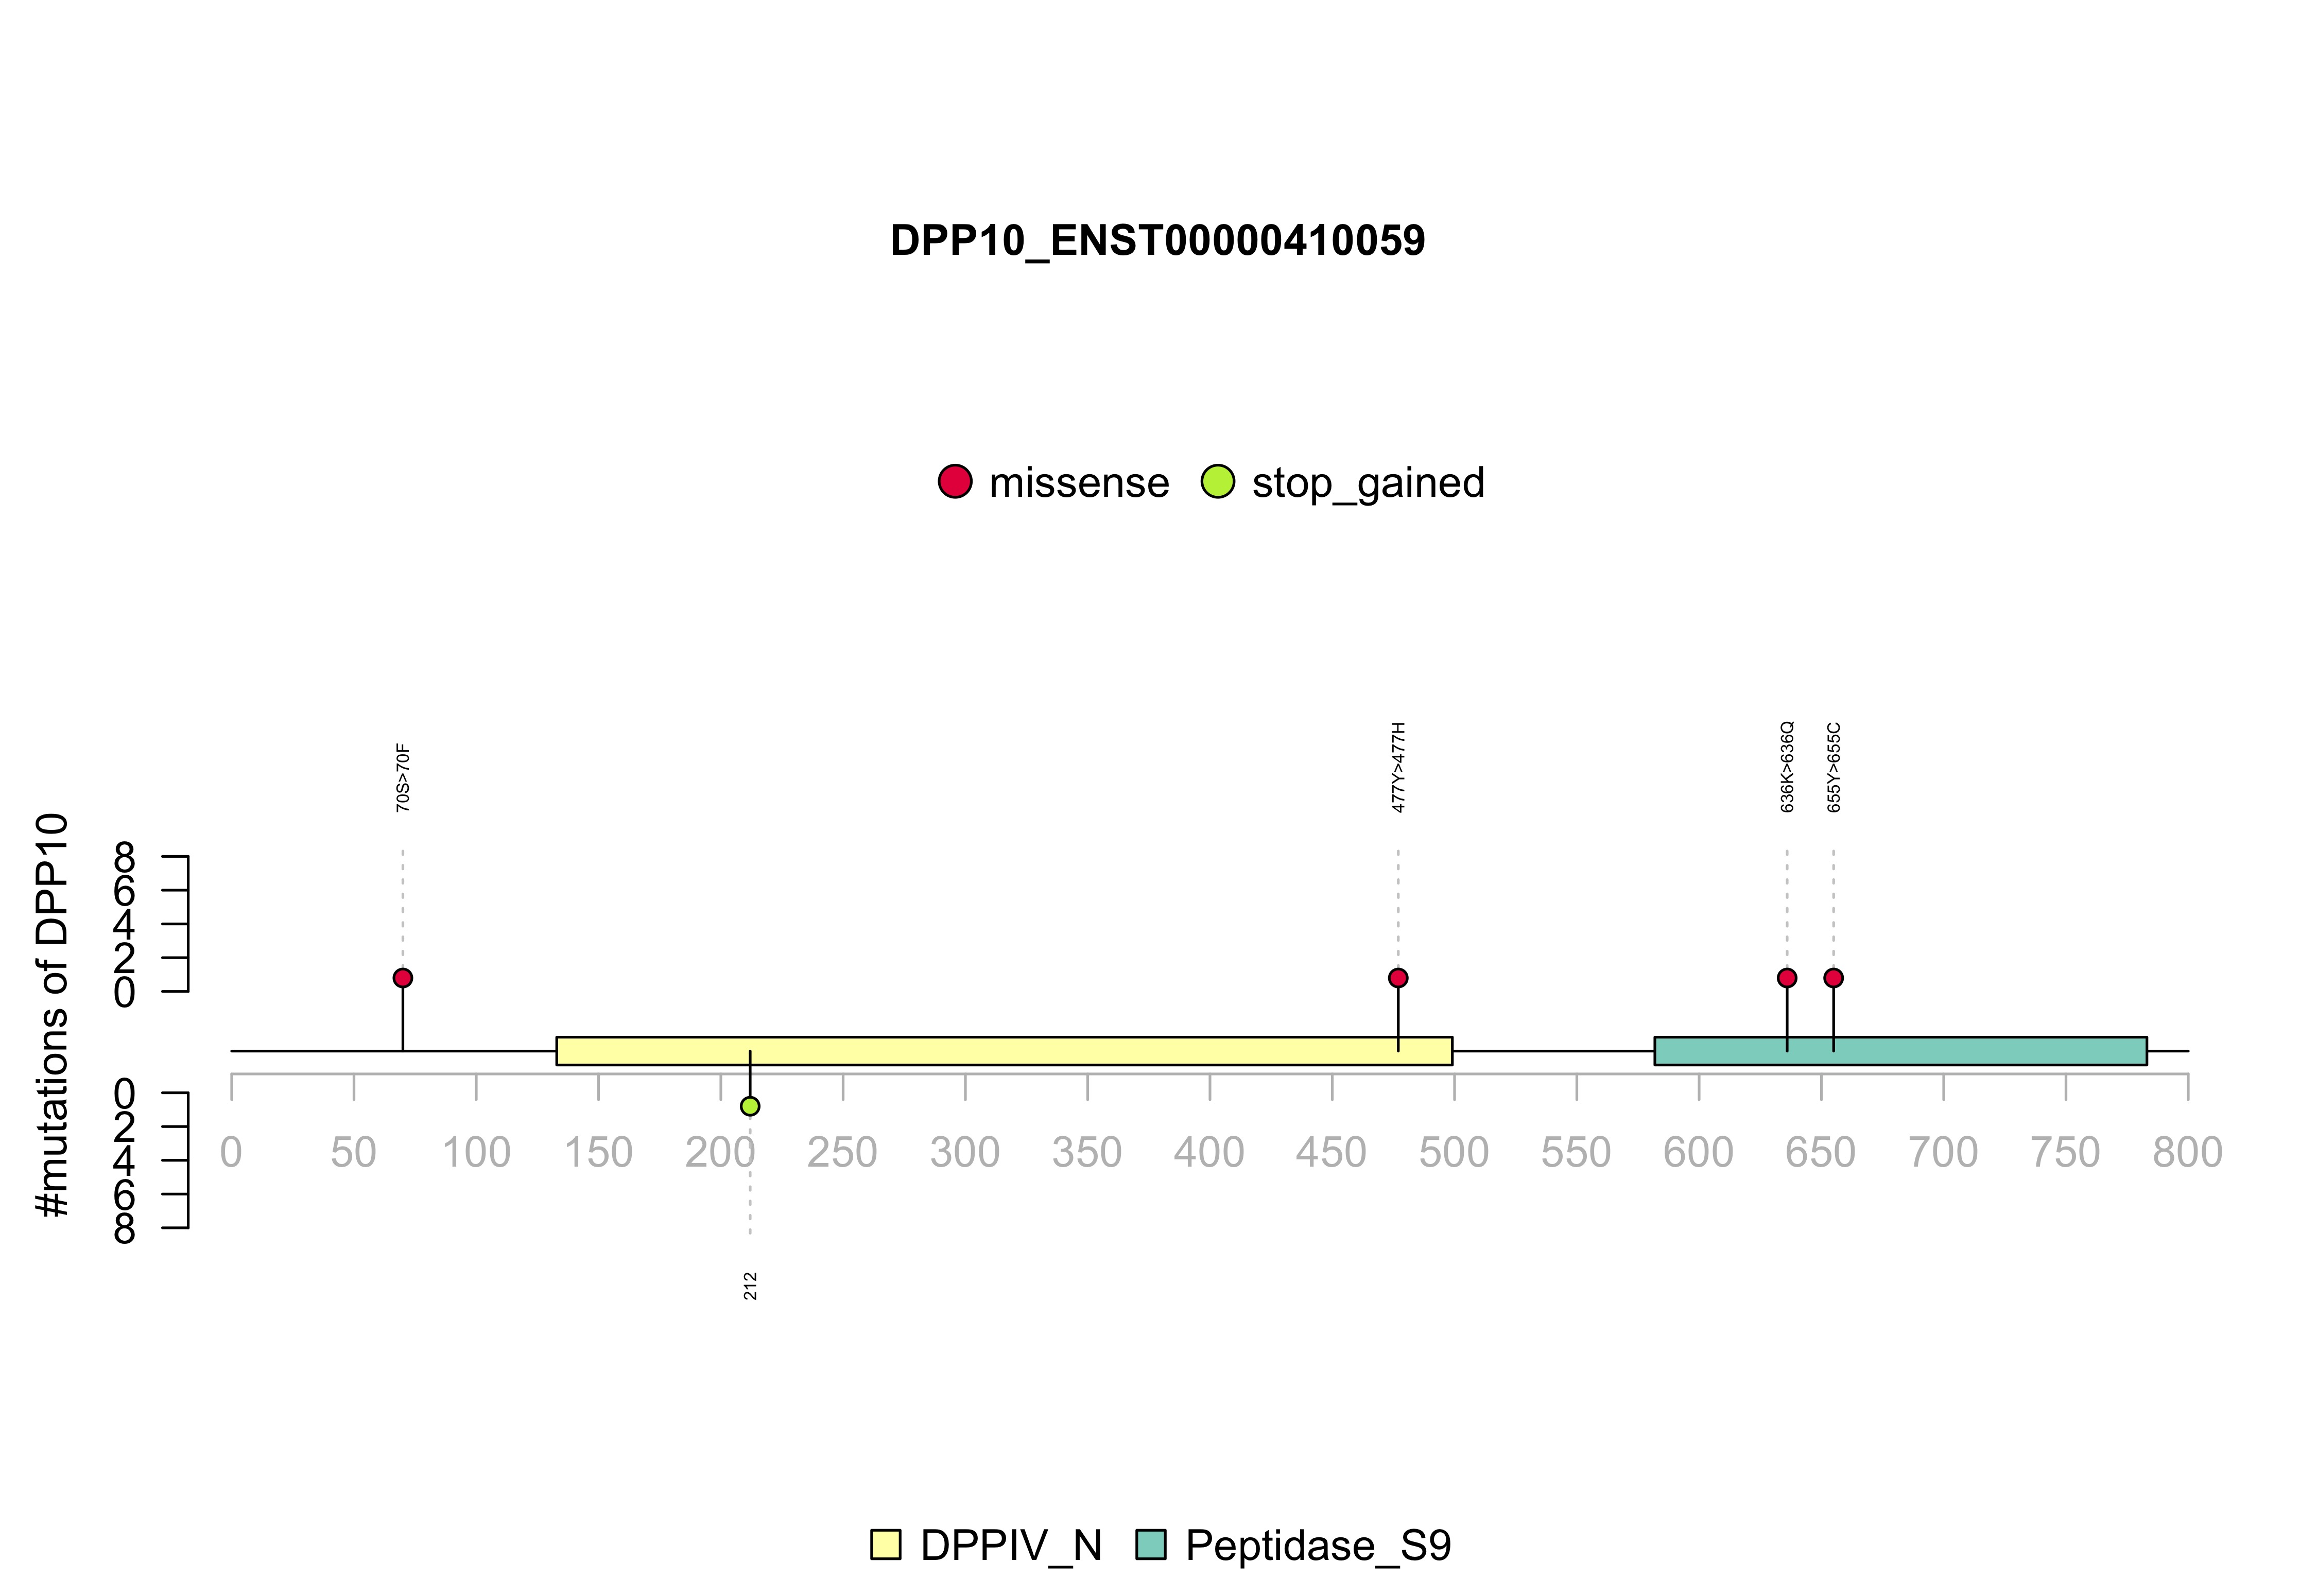 DPP10_ENST00000410059
missense stop_gained
70S>70F
477Y>477H
636K>636Q
655Y>655C
#mutations of DPP10
8
6
4
2
0
0
2
4
6
8
0 50 100 150 200 250 300 350 400 450 500 550 600 650 700 750 800
212
DPPIV_N Peptidase_S9